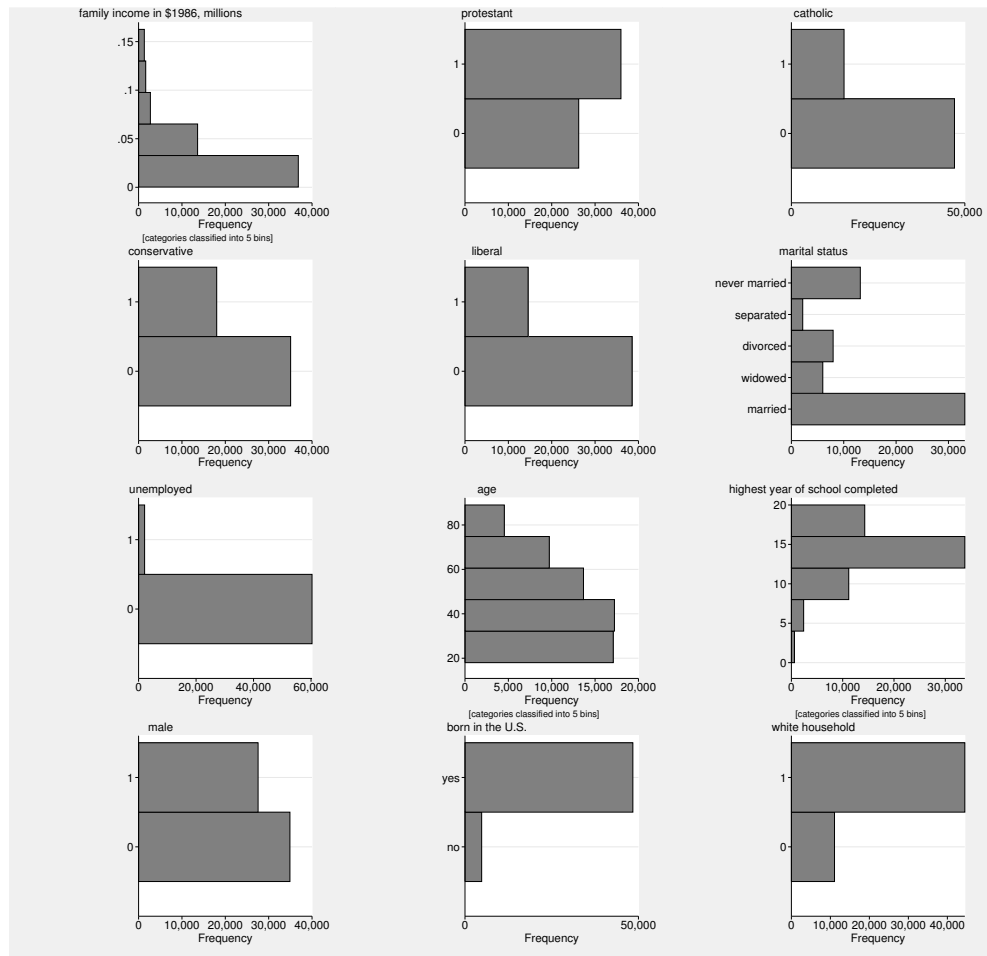 family income in $1986, millions
.15
.1
.05
0
0 10,000 20,000 30,000 40,000
Frequency
[categories classified into 5 bins]
protestant
1
0
0 10,000 20,000 30,000 40,000
Frequency
catholic
1
0
0 50,000
Frequency
conservative
1
0
0 10,000 20,000 30,000 40,000
Frequency
liberal
1
0
0 10,000 20,000 30,000 40,000
Frequency
marital status
never married
separated
divorced
widowed
married
0 10,000 20,000 30,000
Frequency
unemployed
1
0
0 20,000 40,000 60,000
Frequency
age
80
60
40
20
0 5,000 10,000 15,000 20,000
Frequency
[categories classified into 5 bins]
highest year of school completed
20
15
10
5
0
0 10,000 20,000 30,000
Frequency
[categories classified into 5 bins]
male
1
0
0 10,000 20,000 30,000 40,000
Frequency
born in the U.S.
yes
no
0 50,000
Frequency
white household
1
0
0 10,000 20,000 30,000 40,000
Frequency